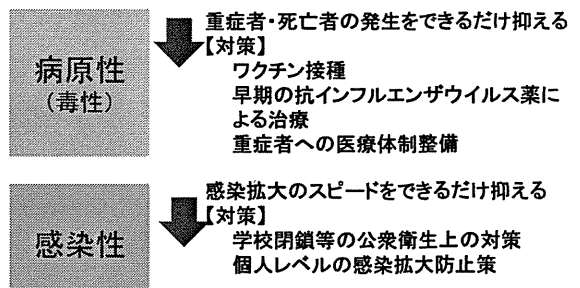 病原性
(毒性)
重症者・死亡者の発生をできるだけ抑える
【対策】
ワクチン接種
早期の抗インフルエンザウイルス薬に
よる治療
重症者への医療体制整備
感染性
感染拡大のスピードをできるだけ抑える
【対策】
学校閉鎖等の公衆衛生上の対策
個人レベルの感染拡大防止策